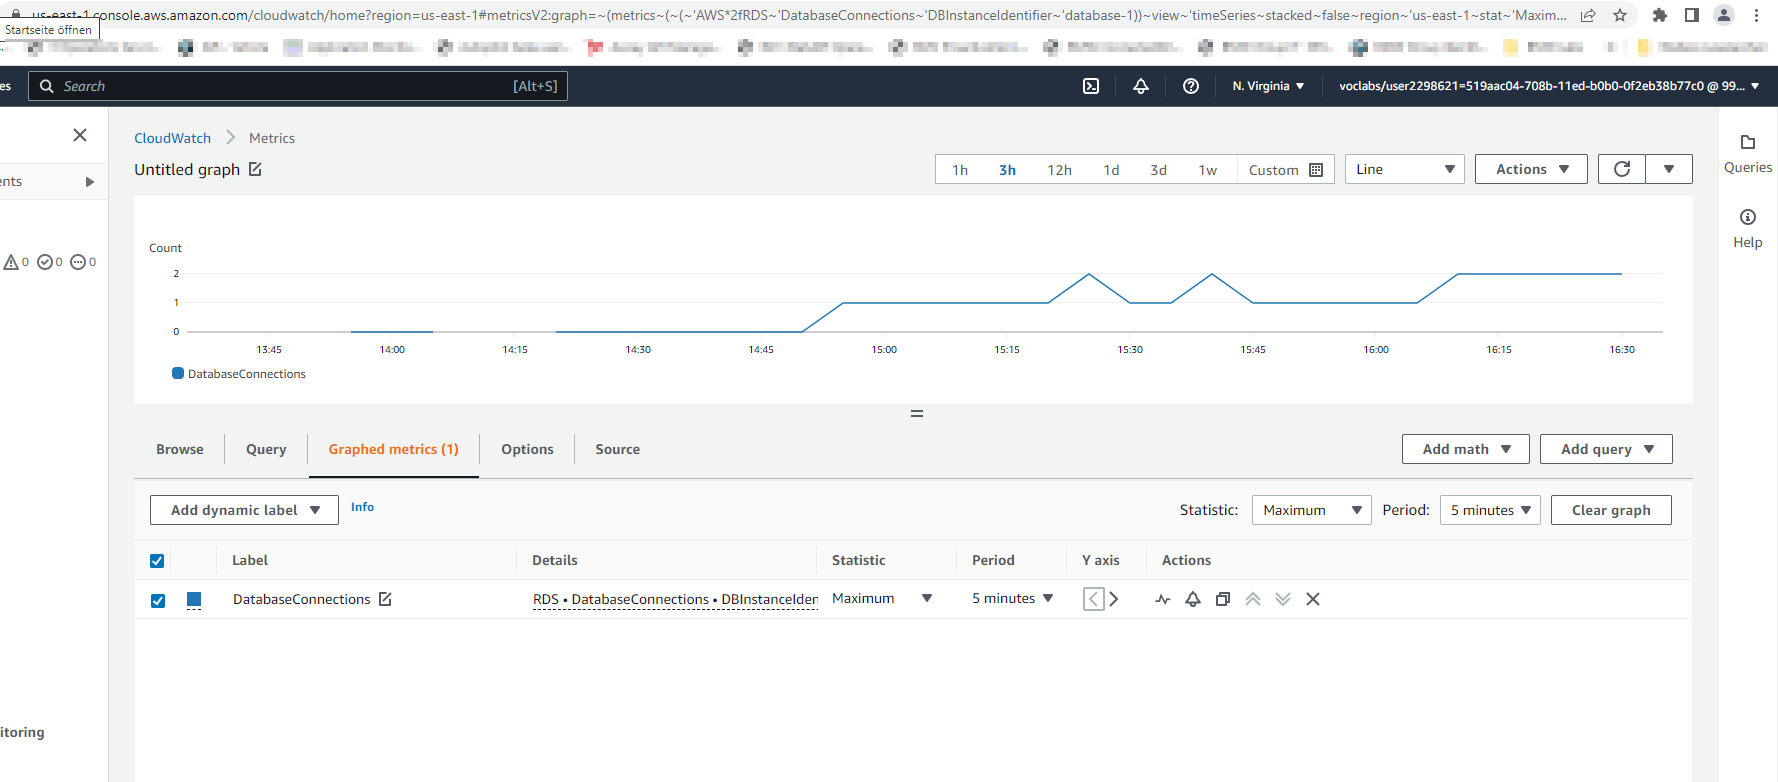 us-east-1.console.aws.amazon.com/cloudwatch/home?region=us-east-1#metricsV2:graph=~(metrics~(~(~'AWS*2fRDS~'DatabaseConnections~'DBInstanceIdentifier~'database-1))~view~'timeSeries~stacked~false~region~'us-east-1~stat~'Maxim...
Startseite öffnen
es
Search
[Alt+S]
N. Virginia
voclabs/user2298621=519aac04-708b-11ed-b0b0-0f2eb38b77c0 @ 99...
CloudWatch
Metrics
Queries
ents
Untitled graph
1h 3h 12h 1d 3d 1w Custom
Line
Actions
Help
0 0 0
Count
2
1
0
13:45 14:00 14:15 14:30 14:45 15:00 15:15 15:30 15:45 16:00 16:15 16:30
DatabaseConnections
Browse
Query
Graphed metrics (1)
Options
Source
Add math
Add query
Add dynamic label
Info
Statistic:
Maximum
Period:
5 minutes
Clear graph
Label Details Statistic Period Y axis Actions
DatabaseConnections
RDS • DatabaseConnections • DBInstanceIden
Maximum
5 minutes
itoring